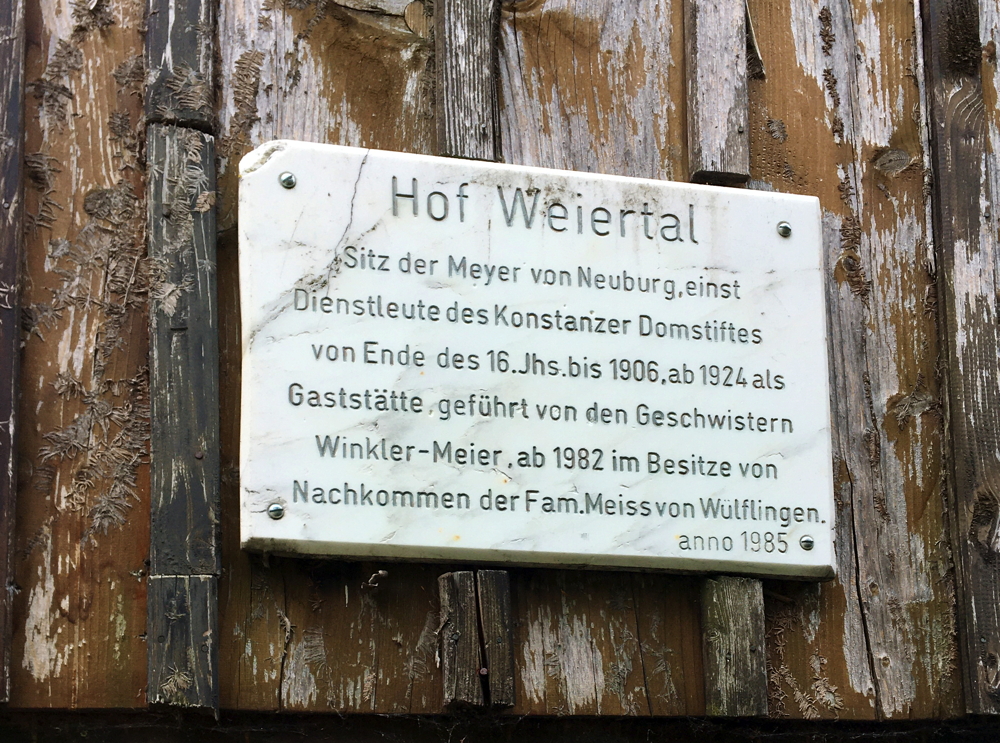 Hof Weiertal
Sitz der Meyer von Neuburg, einst
Dienstleute des Konstanzer Domstiftes
von Ende des 16. Jhs. bis 1906, ab 1924 als
Gaststätte, geführt von den Geschwistern
Winkler-Meier, ab 1982 im Besitze von
Nachkommen der Fam. Meiss von Wülflingen.
anno 1985